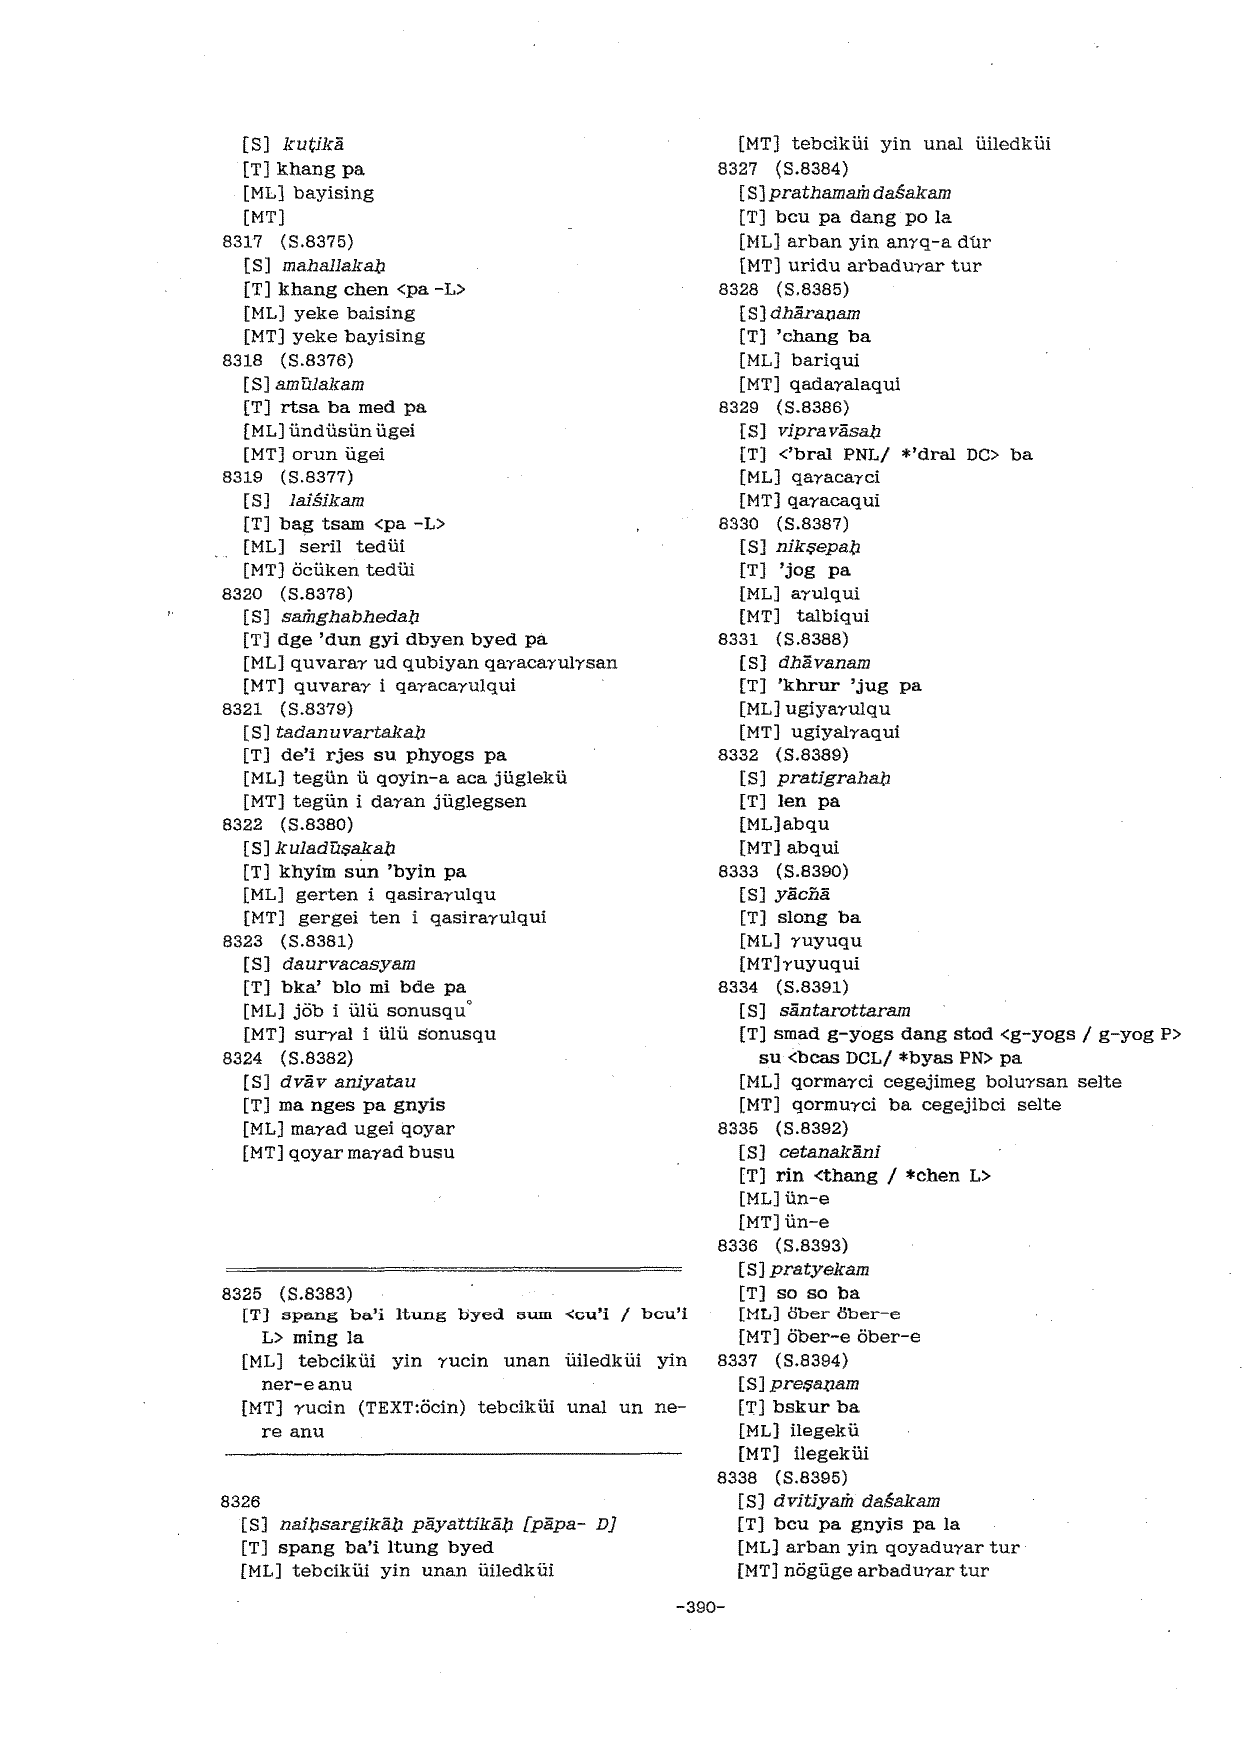 [S] kuṭikā
[T] khang pa
[ML] bayising
[MT]
8317 (S.8375)
[S] mahallakaḥ
[T] khang chen <pa -L>
[ML] yeke baising
[MT] yeke bayising
8318 (S.8376)
[S] amūlakam
[T] rtsa ba med pa
[ML] ündüsün ügei
[MT] orun ügei
8319 (S.8377)
[S] laiśikam
[T] bag tsam <pa -L>
[ML] seril tedüi
[MT] öcüken tedüi
8320 (S.8378)
[S] saṁghabhedaḥ
[T] dge 'dun gyi dbyen byed pa
[ML] quvaraγ ud qubiyan qaγacaγulγsan
[MT] quvaraγ i qaγacaγulqui
8321 (S.8379)
[S] tadanuvartakaḥ
[T] de'i rjes su phyogs pa
[ML] tegün ü qoyin-a aca jüglekü
[MT] tegün i daγan jüglegsen
8322 (S.8380)
[S] kuladūṣakaḥ
[T] khyim sun 'byin pa
[ML] gerten i qasiraγulqu
[MT] gergei ten i qasiraγulqui
8323 (S.8381)
[S] daurvacasyam
[T] bka' blo mi bde pa
[ML] jöb i ülü sonusqu°
[MT] surγal i ülü sonusqu
8324 (S.8382)
[S] dvāv aniyatau
[T] ma nges pa gnyis
[ML] maγad ugei qoyar
[MT] qoyar maγad busu
8325 (S.8383)
[T] spang ba'i ltung byed sum <cu'i / bcu'i
L> ming la
[ML] tebciküi yin γucin unan üiledküi yin
ner-e anu
[MT] γucin (TEXT:öcin) tebciküi unal un ne-
re anu
8326
[S] naiḥsargikāḥ pāyattikāḥ [pāpa- D]
[T] spang ba'i ltung byed
[ML] tebciküi yin unan üiledküi
[MT] tebciküi yin unal üiledküi
8327 (S.8384)
[S] prathamaṁ daśakam
[T] bcu pa dang po la
[ML] arban yin anγq-a dür
[MT] uridu arbaduγar tur
8328 (S.8385)
[S] dhāraṇam
[T] 'chang ba
[ML] bariqui
[MT] qadaγalaqui
8329 (S.8386)
[S] vipravāsaḥ
[T] <'bral PNL/ *'dral DC> ba
[ML] qaγacaγci
[MT] qaγacaqui
8330 (S.8387)
[S] nikṣepaḥ
[T] 'jog pa
[ML] aγulqui
[MT] talbiqui
8331 (S.8388)
[S] dhāvanam
[T] 'khrur 'jug pa
[ML] ugiyaγulqu
[MT] ugiyalγaqui
8332 (S.8389)
[S] pratigrahaḥ
[T] len pa
[ML] abqu
[MT] abqui
8333 (S.8390)
[S] yācñā
[T] slong ba
[ML] γuyuqu
[MT] γuyuqui
8334 (S.8391)
[S] sāntarottaram
[T] smad g-yogs dang stod <g-yogs / g-yog P>
su <bcas DCL/ *byas PN> pa
[ML] qormaγci cegejimeg boluγsan selte
[MT] qormuγci ba cegejibci selte
8335 (S.8392)
[S] cetanakāni
[T] rin <thang / *chen L>
[ML] ün-e
[MT] ün-e
8336 (S.8393)
[S] pratyekam
[T] so so ba
[ML] öber öber-e
[MT] öber-e öber-e
8337 (S.8394)
[S] preṣaṇam
[T] bskur ba
[ML] ilegekü
[MT] ilegeküi
8338 (S.8395)
[S] dvitīyaṁ daśakam
[T] bcu pa gnyis pa la
[ML] arban yin qoyaduγar tur
[MT] nögüge arbaduγar tur
-390-